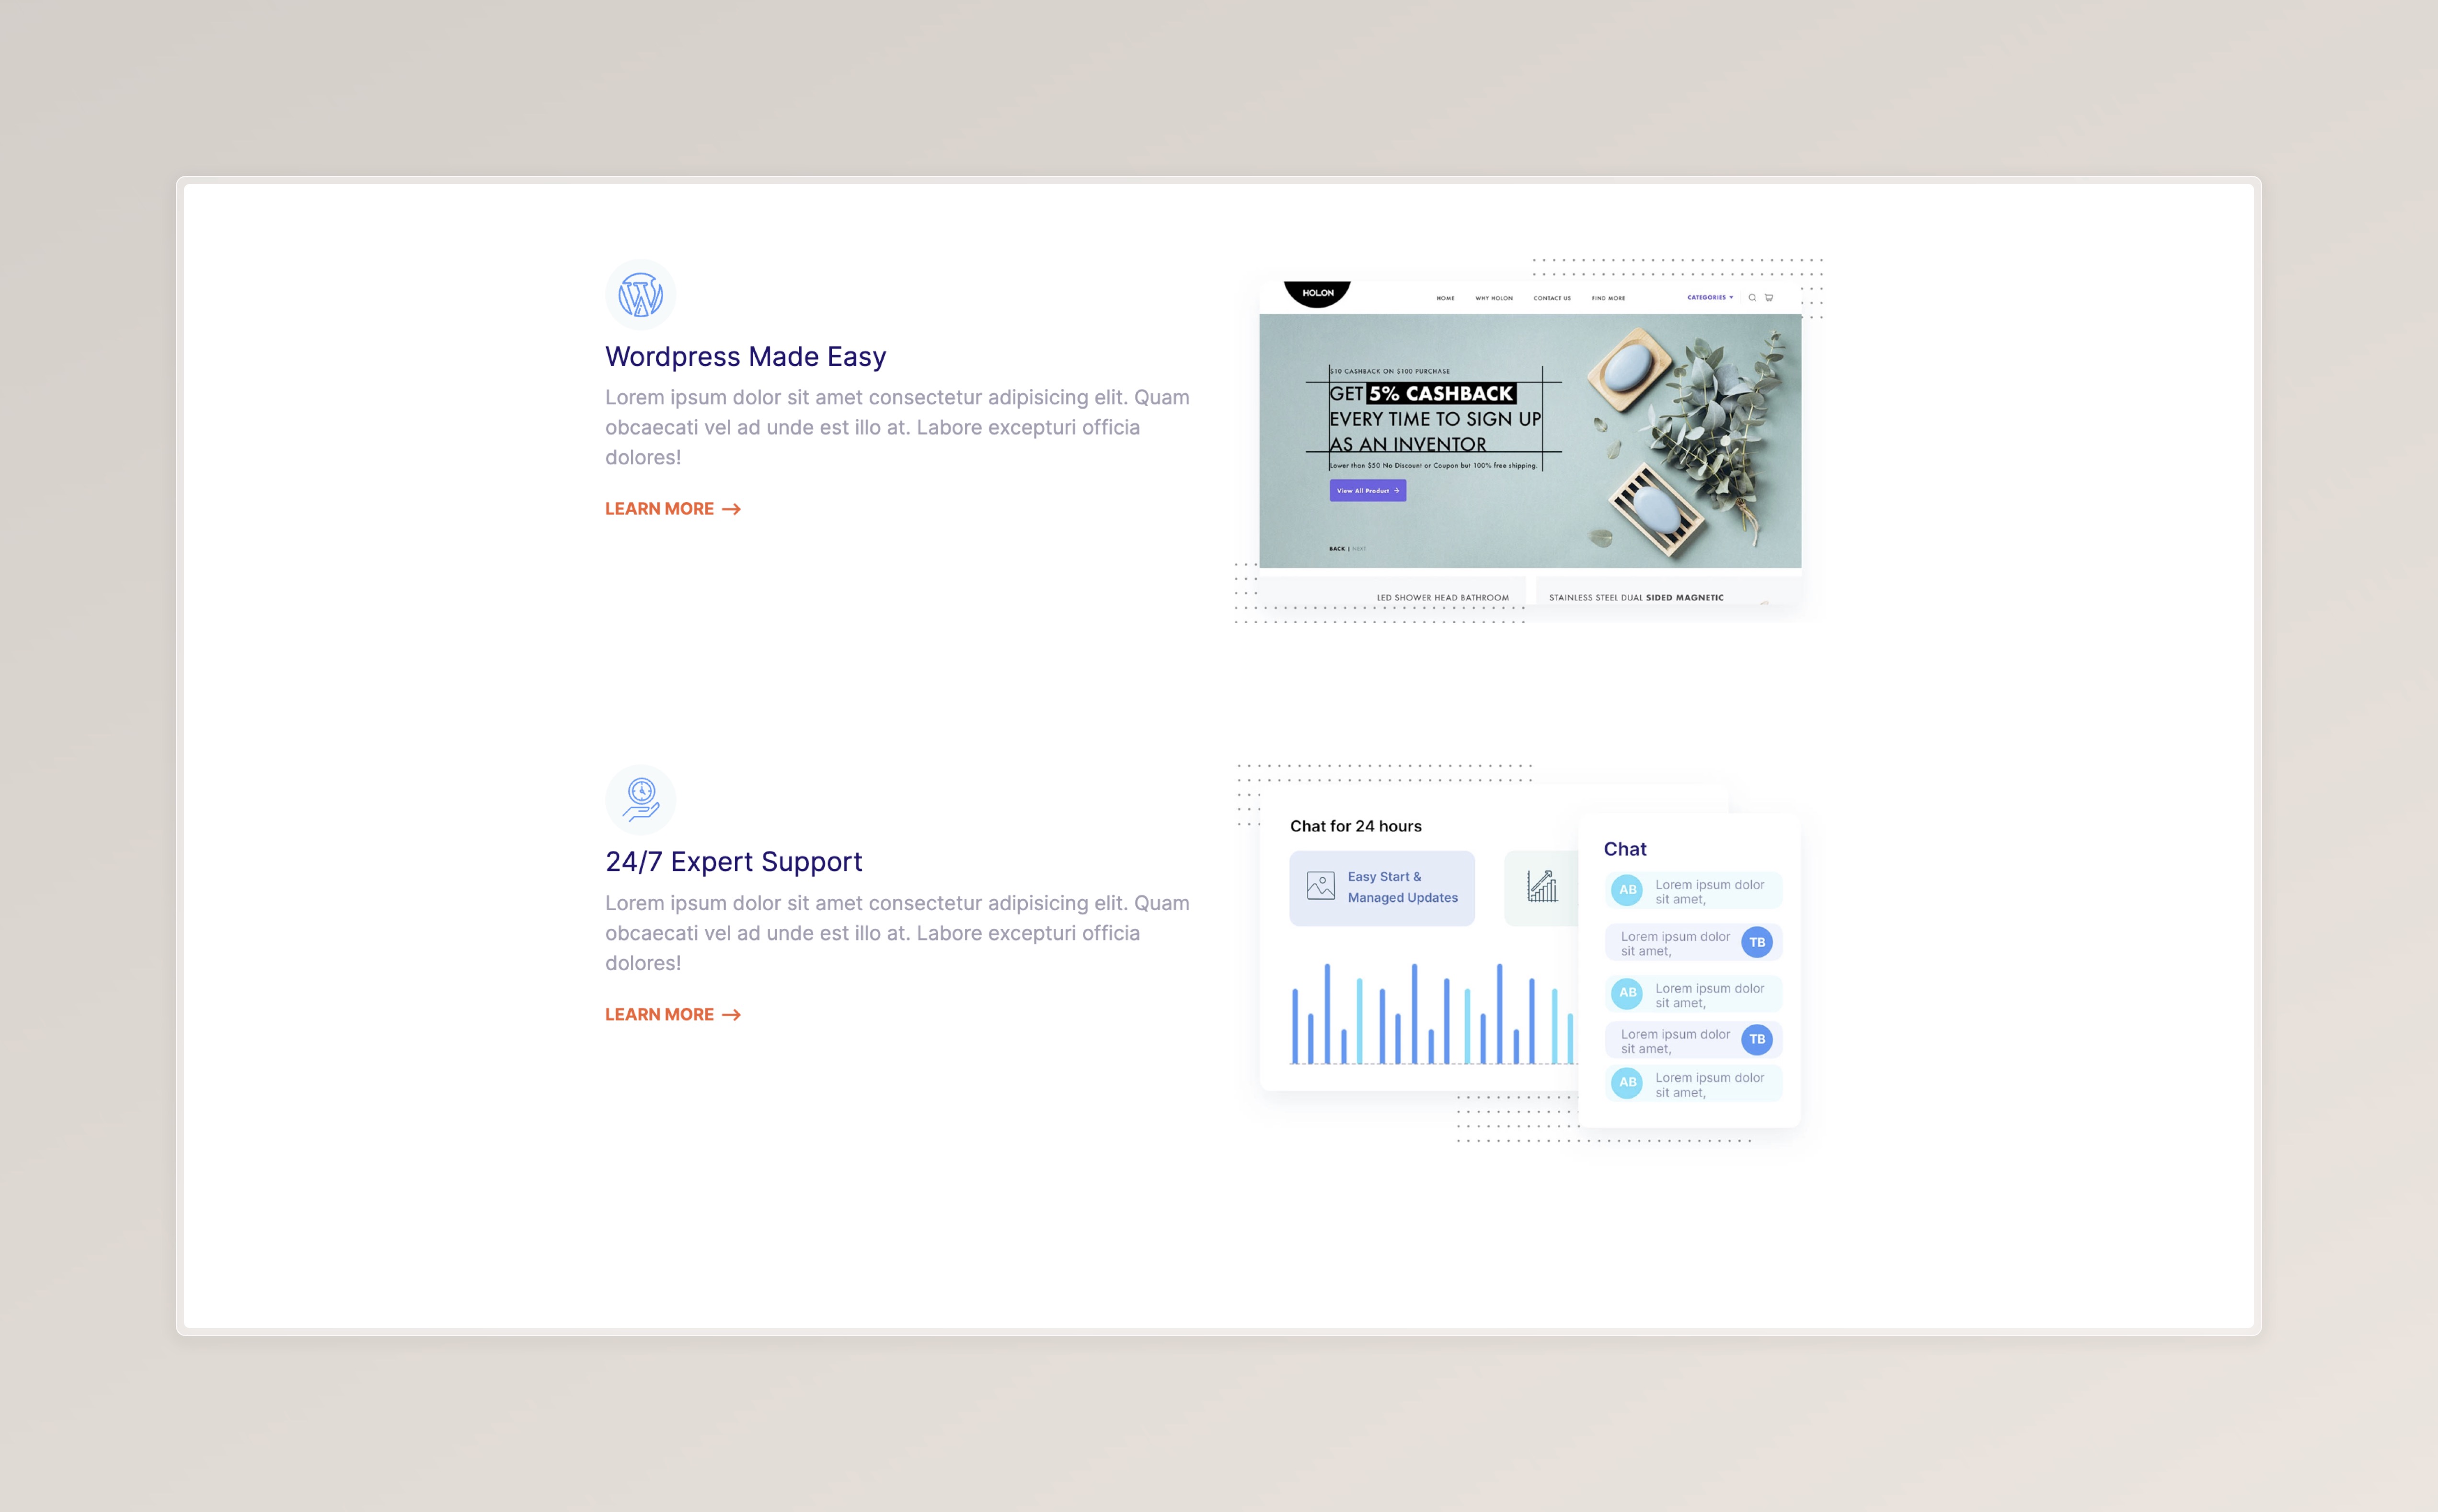 Wordpress Made Easy
Lorem ipsum dolor sit amet consectetur adipisicing elit. Quam
obcaecati vel ad unde est illo at. Labore excepturi officia
dolores!
LEARN MORE →
HOLON
HOME WHY HOLON CONTACT US FIND MORE CATEGORIES
$10 CASHBACK ON $100 PURCHASE
GET 5% CASHBACK
EVERY TIME TO SIGN UP
AS AN INVENTOR
Lower than $50 No Discount or Coupon but 100% free shipping.
View All Product →
BACK | NEXT
LED SHOWER HEAD BATHROOM
STAINLESS STEEL DUAL SIDED MAGNETIC
24/7 Expert Support
Lorem ipsum dolor sit amet consectetur adipisicing elit. Quam
obcaecati vel ad unde est illo at. Labore excepturi officia
dolores!
LEARN MORE →
Chat for 24 hours
Easy Start &
Managed Updates
Chat
AB
Lorem ipsum dolor
sit amet,
Lorem ipsum dolor
sit amet,
TB
AB
Lorem ipsum dolor
sit amet,
Lorem ipsum dolor
sit amet,
TB
AB
Lorem ipsum dolor
sit amet,